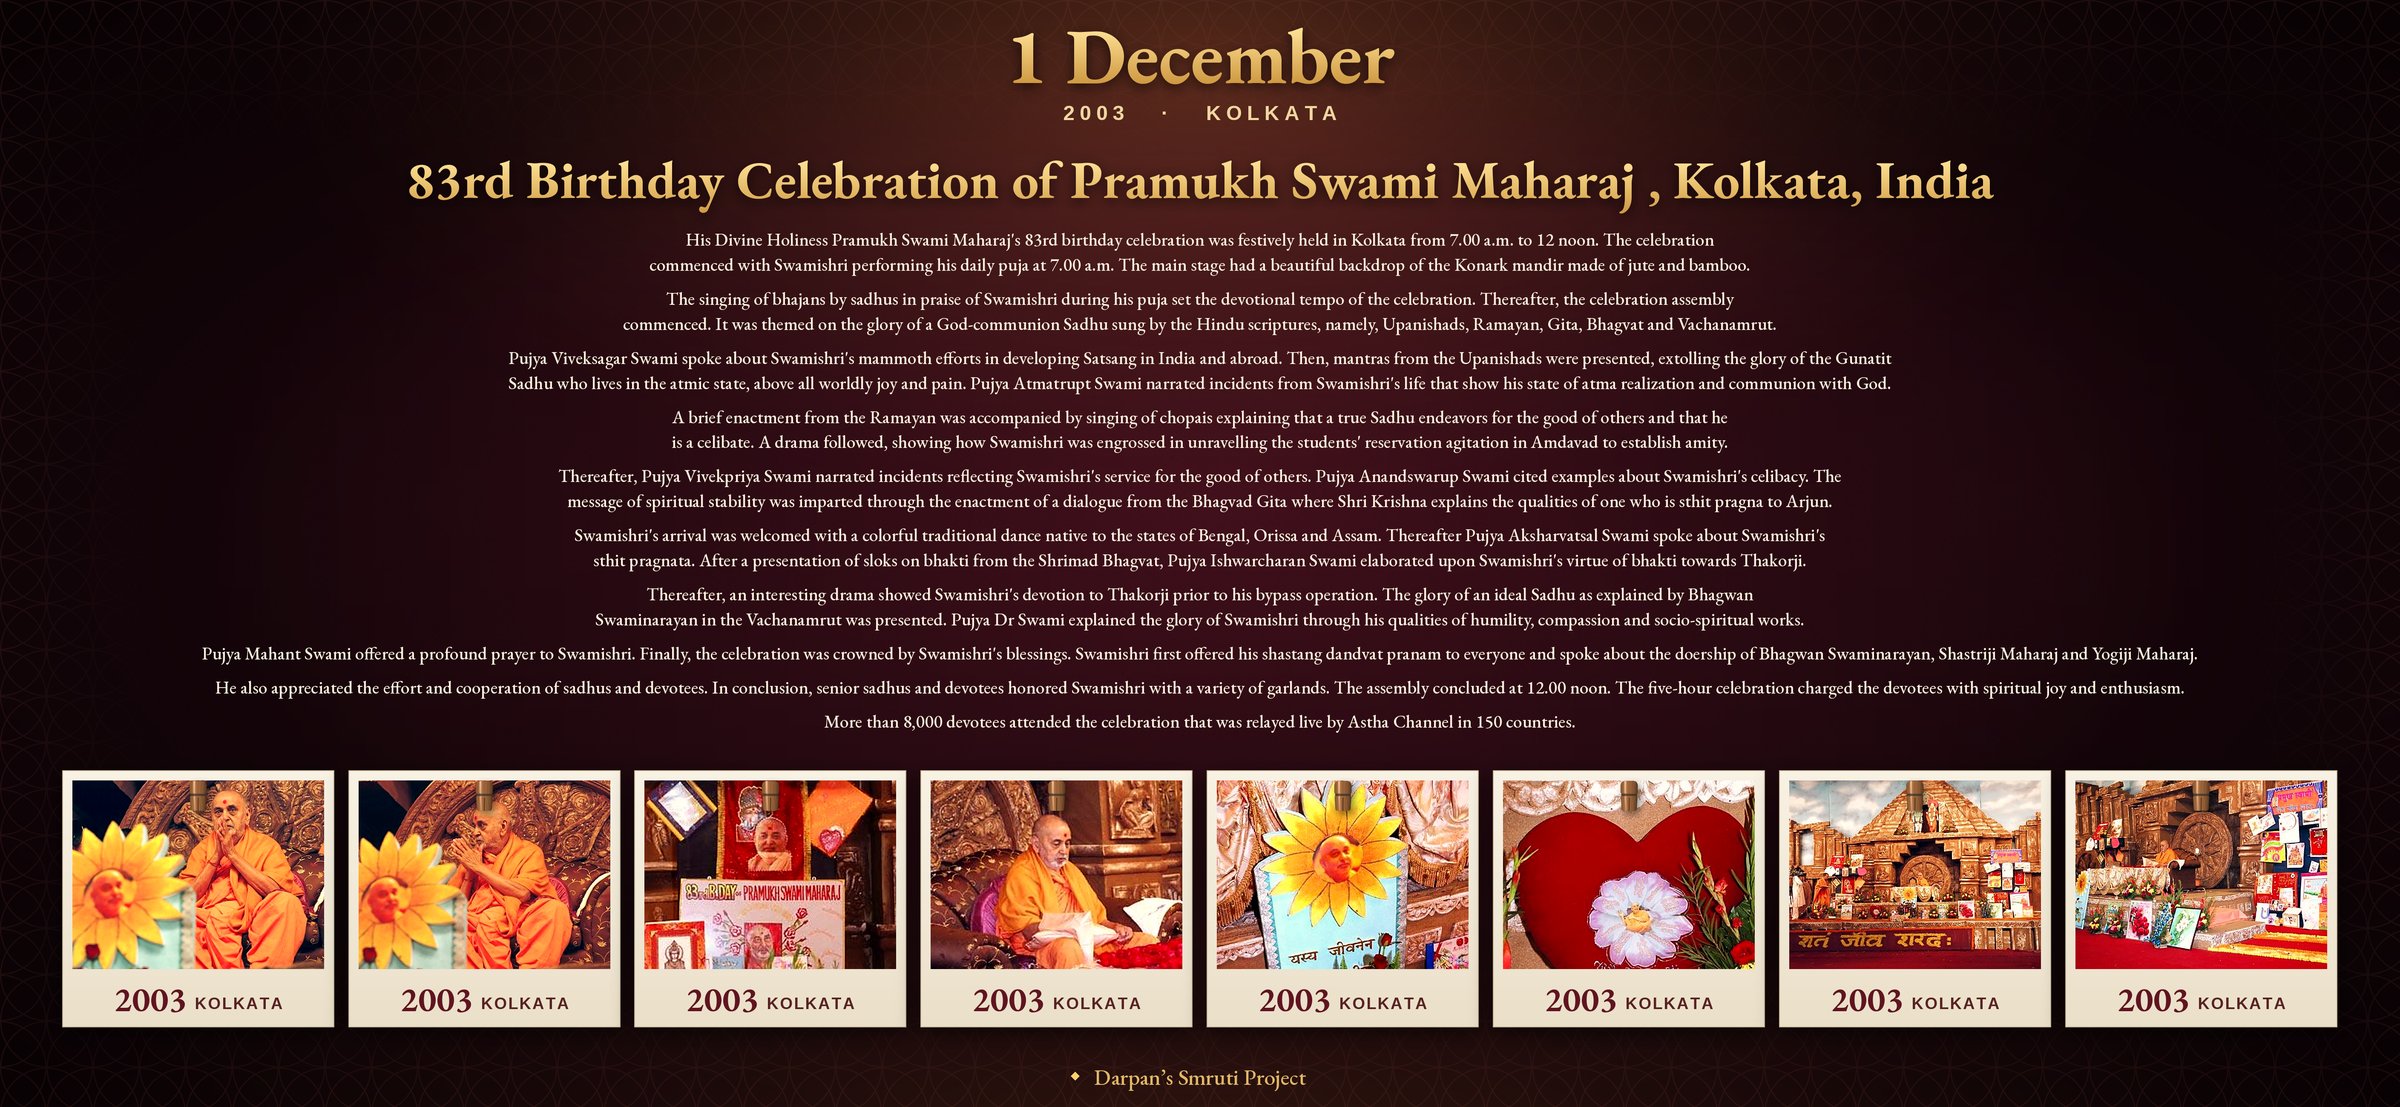 1 December
2003 · KOLKATA
83rd Birthday Celebration of Pramukh Swami Maharaj , Kolkata, India
His Divine Holiness Pramukh Swami Maharaj's 83rd birthday celebration was festively held in Kolkata from 7.00 a.m. to 12 noon. The celebration
commenced with Swamishri performing his daily puja at 7.00 a.m. The main stage had a beautiful backdrop of the Konark mandir made of jute and bamboo.
The singing of bhajans by sadhus in praise of Swamishri during his puja set the devotional tempo of the celebration. Thereafter, the celebration assembly
commenced. It was themed on the glory of a God-communion Sadhu sung by the Hindu scriptures, namely, Upanishads, Ramayan, Gita, Bhagvat and Vachanamrut.
Pujya Viveksagar Swami spoke about Swamishri's mammoth efforts in developing Satsang in India and abroad. Then, mantras from the Upanishads were presented, extolling the glory of the Gunatit
Sadhu who lives in the atmic state, above all worldly joy and pain. Pujya Atmatrupt Swami narrated incidents from Swamishri's life that show his state of atma realization and communion with God.
A brief enactment from the Ramayan was accompanied by singing of chopais explaining that a true Sadhu endeavors for the good of others and that he
is a celibate. A drama followed, showing how Swamishri was engrossed in unravelling the students' reservation agitation in Amdavad to establish amity.
Thereafter, Pujya Vivekpriya Swami narrated incidents reflecting Swamishri's service for the good of others. Pujya Anandswarup Swami cited examples about Swamishri's celibacy. The
message of spiritual stability was imparted through the enactment of a dialogue from the Bhagvad Gita where Shri Krishna explains the qualities of one who is sthit pragna to Arjun.
Swamishri's arrival was welcomed with a colorful traditional dance native to the states of Bengal, Orissa and Assam. Thereafter Pujya Aksharvatsal Swami spoke about Swamishri's
sthit pragnata. After a presentation of sloks on bhakti from the Shrimad Bhagvat, Pujya Ishwarcharan Swami elaborated upon Swamishri's virtue of bhakti towards Thakorji.
Thereafter, an interesting drama showed Swamishri's devotion to Thakorji prior to his bypass operation. The glory of an ideal Sadhu as explained by Bhagwan
Swaminarayan in the Vachanamrut was presented. Pujya Dr Swami explained the glory of Swamishri through his qualities of humility, compassion and socio-spiritual works.
Pujya Mahant Swami offered a profound prayer to Swamishri. Finally, the celebration was crowned by Swamishri's blessings. Swamishri first offered his shastang dandvat pranam to everyone and spoke about the doership of Bhagwan Swaminarayan, Shastriji Maharaj and Yogiji Maharaj.
He also appreciated the effort and cooperation of sadhus and devotees. In conclusion, senior sadhus and devotees honored Swamishri with a variety of garlands. The assembly concluded at 12.00 noon. The five-hour celebration charged the devotees with spiritual joy and enthusiasm.
More than 8,000 devotees attended the celebration that was relayed live by Astha Channel in 150 countries.
83rd B'DAY OF PRAMUKH SWAMI MAHARAJ
यस्य जीवनेन
शतं जीव शरदः
2003 KOLKATA
2003 KOLKATA
2003 KOLKATA
2003 KOLKATA
2003 KOLKATA
2003 KOLKATA
2003 KOLKATA
2003 KOLKATA
Darpan’s Smruti Project